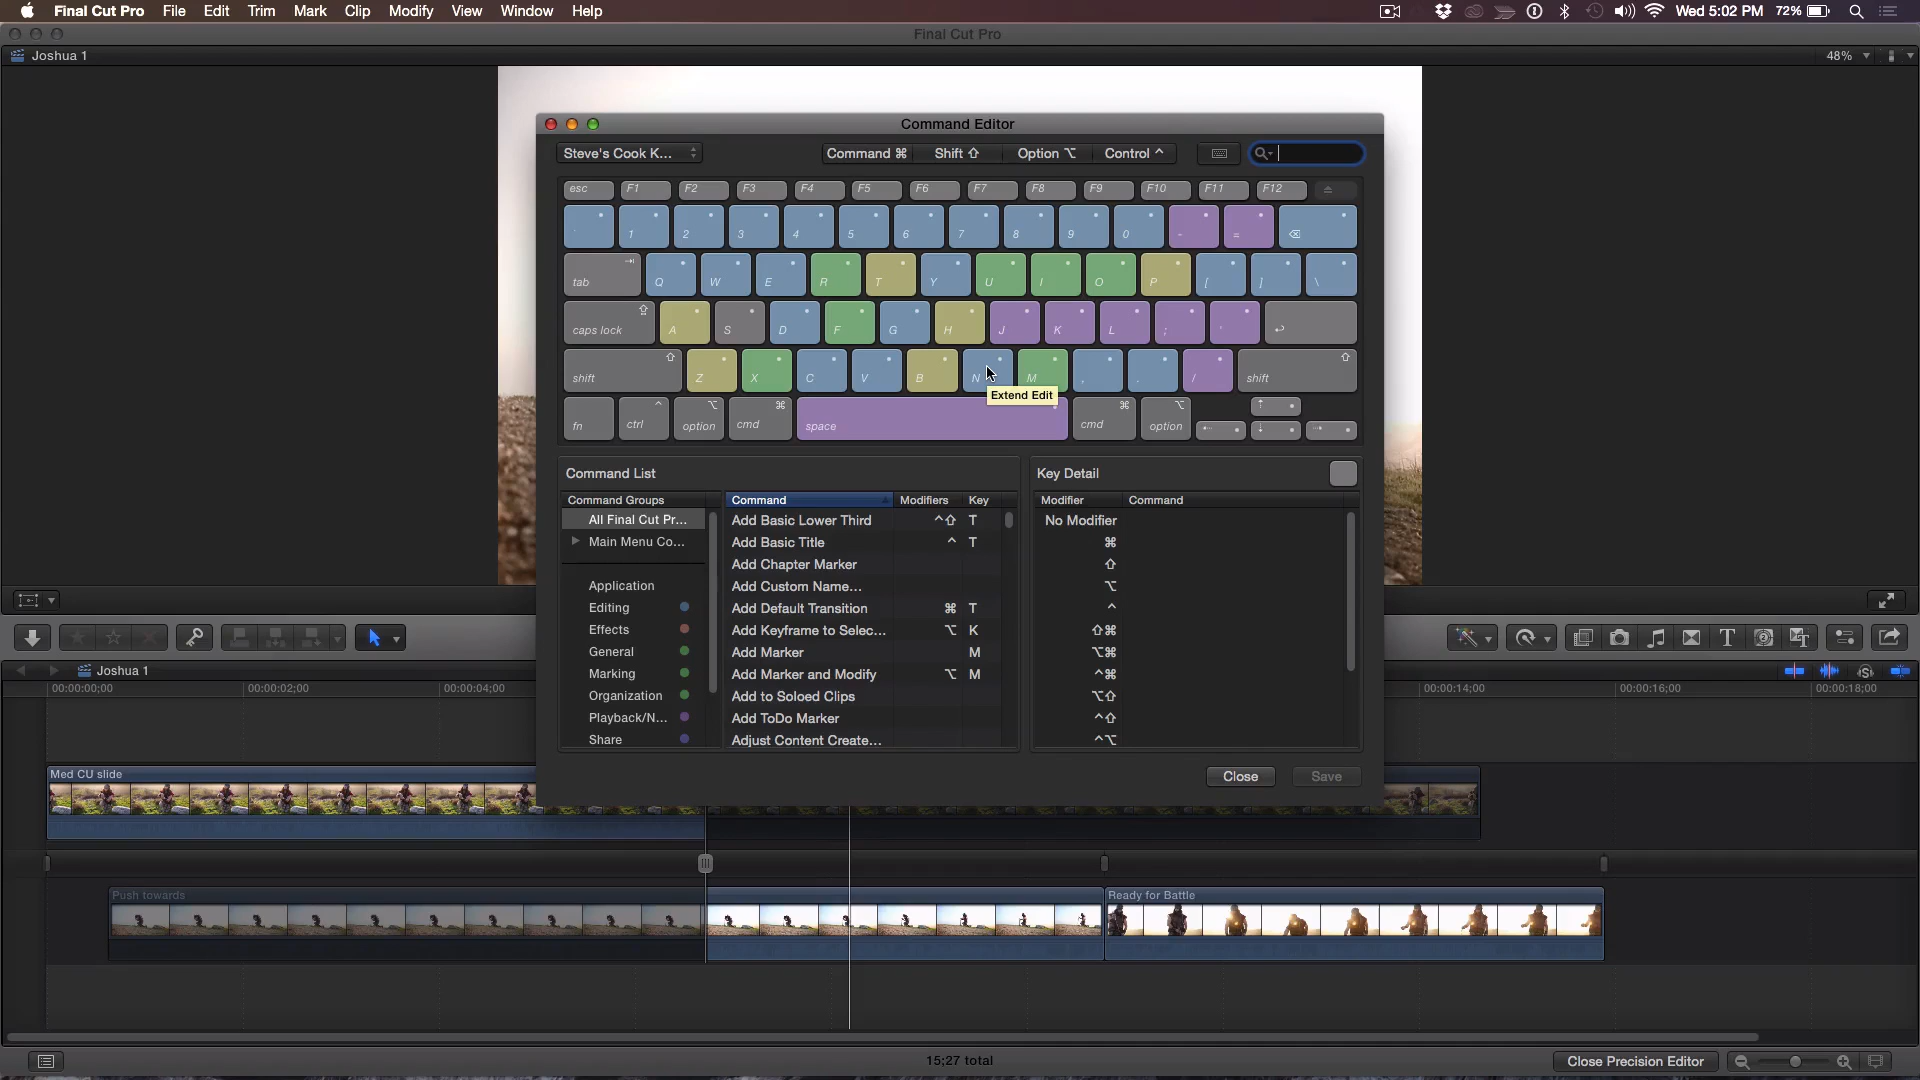 Final Cut Pro File Edit Trim Mark Clip Modify View Window Help Wed 5:02 PM 72%
Final Cut Pro
Joshua 1 48%
Command Editor
Steve's Cook K... Command ⌘ Shift ⇧ Option ⌥ Control ^
esc F1 F2 F3 F4 F5 F6 F7 F8 F9 F10 F11 F12
` 1 2 3 4 5 6 7 8 9 0 - =
tab Q W E R T Y U I O P [ ] \
caps lock A S D F G H J K L ; '
shift Z X C V B N M , . / shift
Extend Edit
fn ctrl ^ option ⌥ cmd ⌘ space cmd ⌘ option ⌥
Command List
Command Groups Command Modifiers Key
All Final Cut Pr...
Main Menu Co...
Application
Editing
Effects
General
Marking
Organization
Playback/N...
Share
Add Basic Lower Third ^⇧ T
Add Basic Title ^ T
Add Chapter Marker
Add Custom Name...
Add Default Transition ⌘ T
Add Keyframe to Selec... ⌥ K
Add Marker M
Add Marker and Modify ⌥ M
Add to Soloed Clips
Add ToDo Marker
Adjust Content Create...
Key Detail
Modifier Command
No Modifier
⌘
⇧
⌥
^
⇧⌘
⌥⌘
^⌘
⌥⇧
^⇧
^⌥
Close Save
Joshua 1
00:00:00;00 00:00:02;00 00:00:04;00 00:00:14;00 00:00:16;00 00:00:18;00
Med CU slide
Push towards Ready for Battle
15;27 total Close Precision Editor